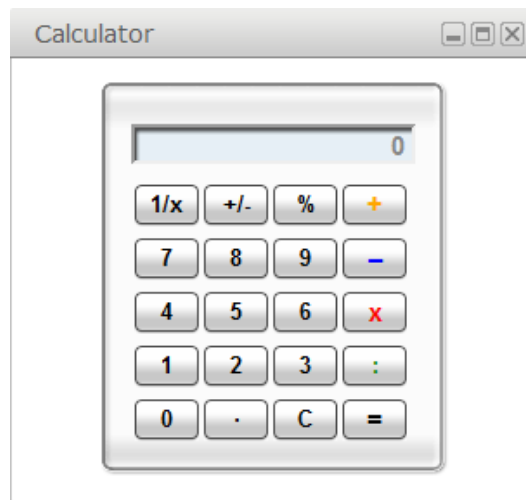 Calculator
0
1/x +/- % +
7 8 9 −
4 5 6 x
1 2 3 :
0 . C =